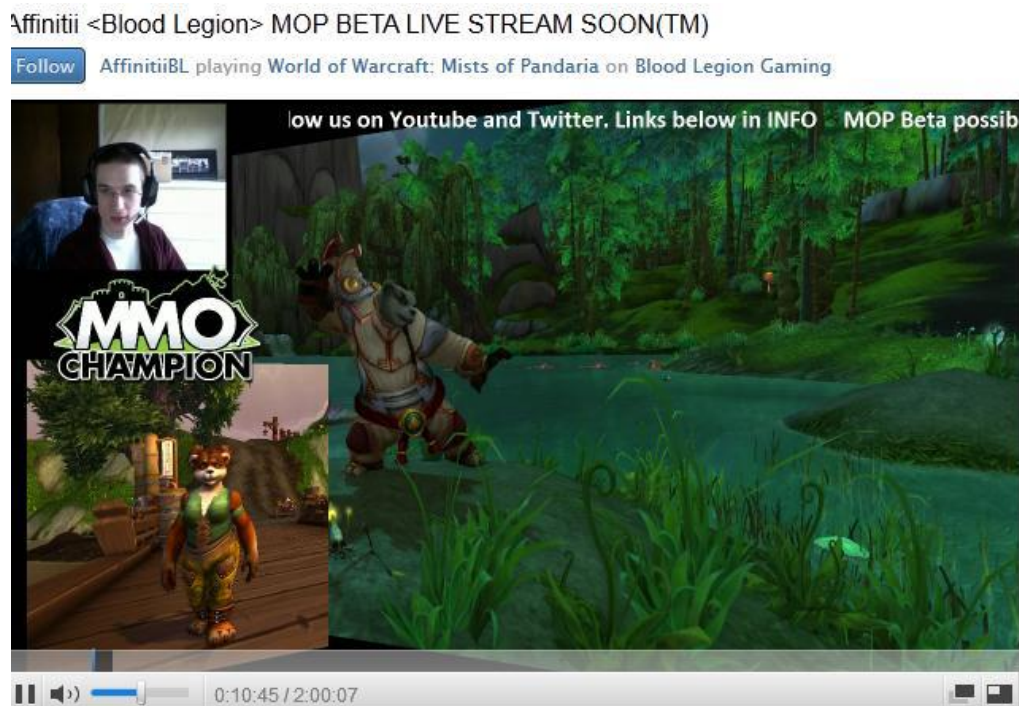 Affinitii <Blood Legion> MOP BETA LIVE STREAM SOON(TM)
Follow AffinitiiBL playing World of Warcraft: Mists of Pandaria on Blood Legion Gaming
low us on Youtube and Twitter. Links below in INFO MOP Beta possib
MMO
CHAMPION
0:10:45 / 2:00:07